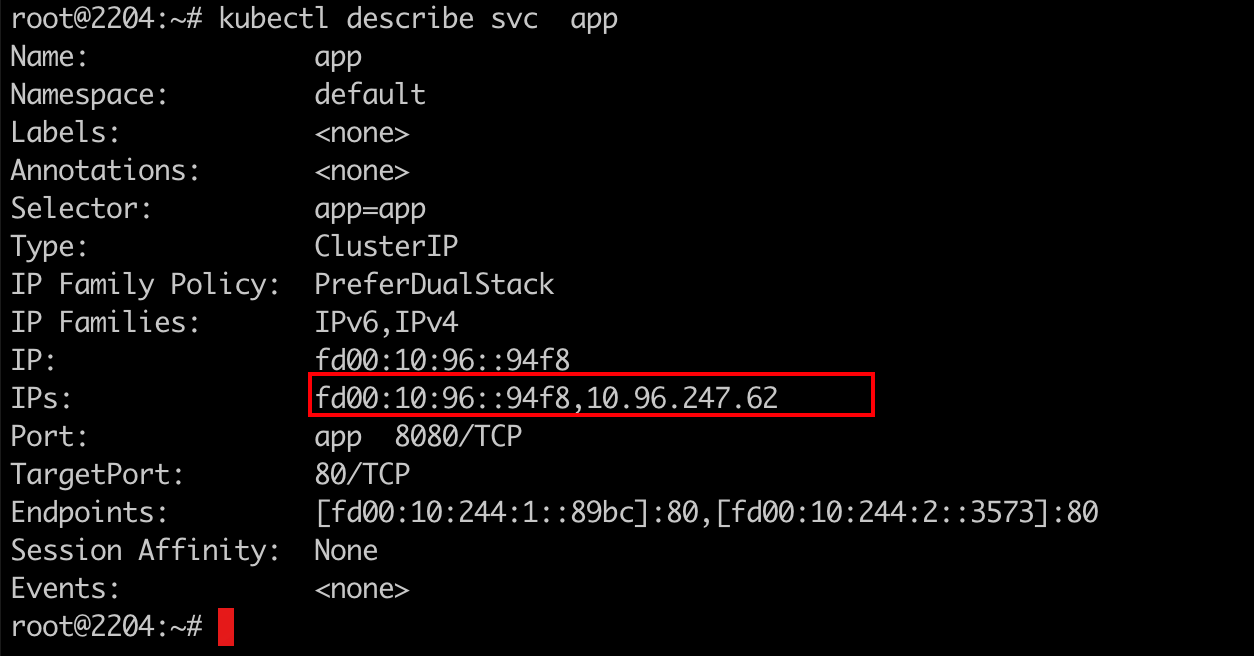 root@2204:~# kubectl describe svc  app
Name:              app
Namespace:         default
Labels:            <none>
Annotations:       <none>
Selector:          app=app
Type:              ClusterIP
IP Family Policy:  PreferDualStack
IP Families:       IPv6,IPv4
IP:                fd00:10:96::94f8
IPs:               fd00:10:96::94f8,10.96.247.62
Port:              app  8080/TCP
TargetPort:        80/TCP
Endpoints:         [fd00:10:244:1::89bc]:80,[fd00:10:244:2::3573]:80
Session Affinity:  None
Events:            <none>
root@2204:~#